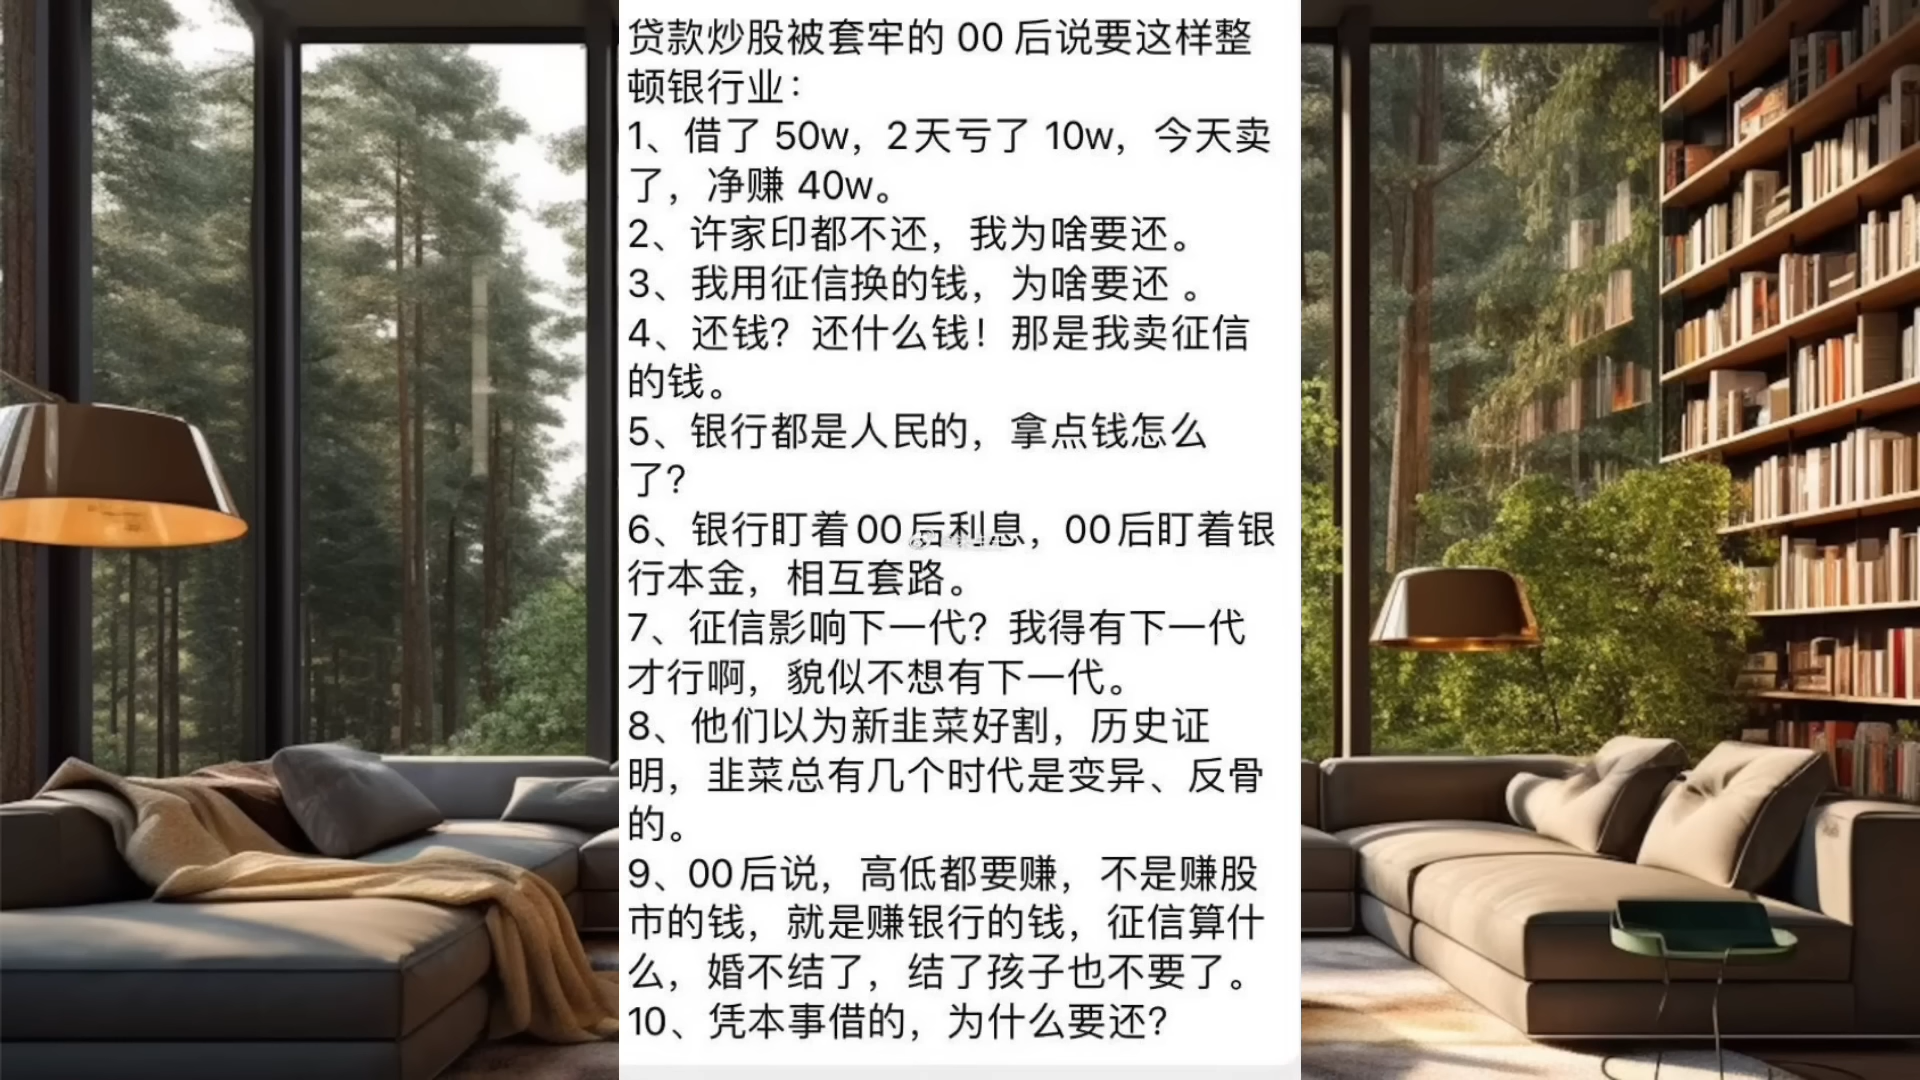 贷款炒股被套牢的 00 后说要这样整
顿银行业：
1、借了 50w，2天亏了 10w，今天卖
了，净赚 40w。
2、许家印都不还，我为啥要还。
3、我用征信换的钱，为啥要还 。
4、还钱？还什么钱！那是我卖征信
的钱。
5、银行都是人民的，拿点钱怎么
了？
6、银行盯着00后利息，00后盯着银
行本金，相互套路。
7、征信影响下一代？我得有下一代
才行啊，貌似不想有下一代。
8、他们以为新韭菜好割，历史证
明，韭菜总有几个时代是变异、反骨
的。
9、00后说，高低都要赚，不是赚股
市的钱，就是赚银行的钱，征信算什
么，婚不结了，结了孩子也不要了。
10、凭本事借的，为什么要还？